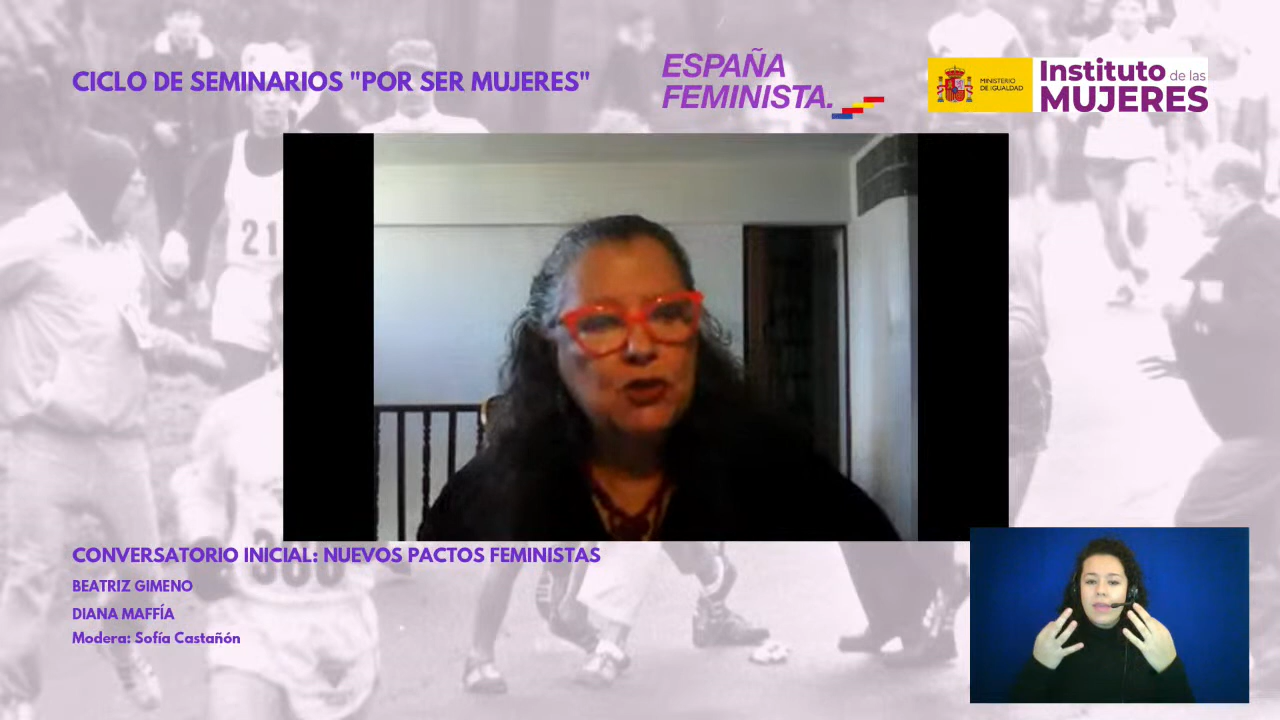 CICLO DE SEMINARIOS "POR SER MUJERES"
ESPAÑA
FEMINISTA.
MINISTERIO
DE IGUALDAD
Instituto de las
MUJERES
21
CONVERSATORIO INICIAL: NUEVOS PACTOS FEMINISTAS
BEATRIZ GIMENO
DIANA MAFFÍA
Modera: Sofía Castañón